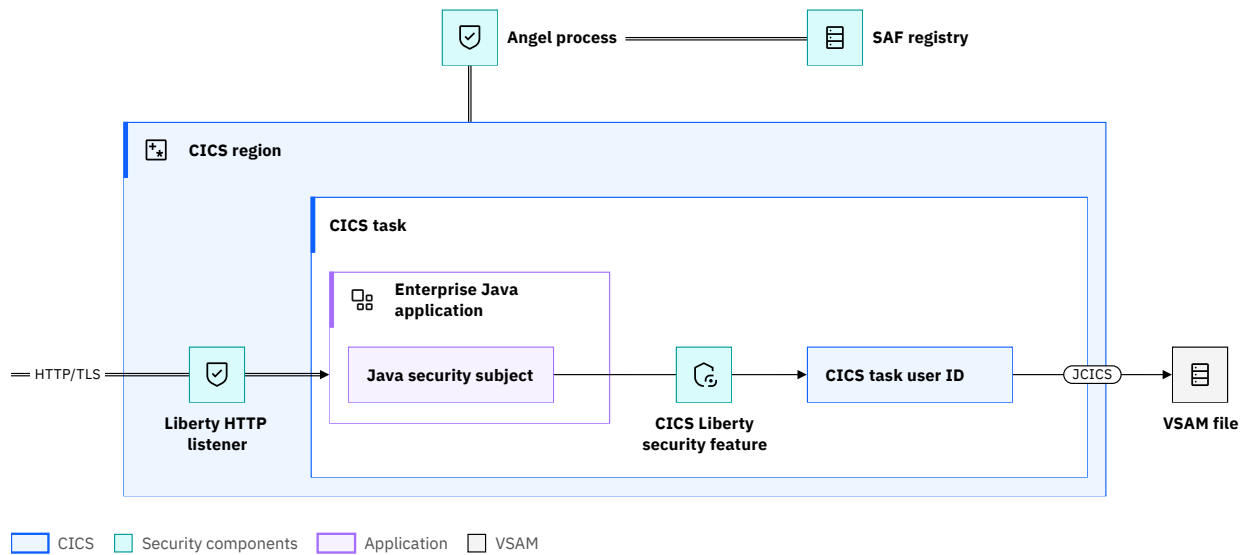 Angel process
SAF registry
CICS region
CICS task
Enterprise Java
application
HTTP/TLS
Java security subject
CICS task user ID
JCICS
Liberty HTTP
listener
CICS Liberty
security feature
VSAM file
CICS
Security components
Application
VSAM